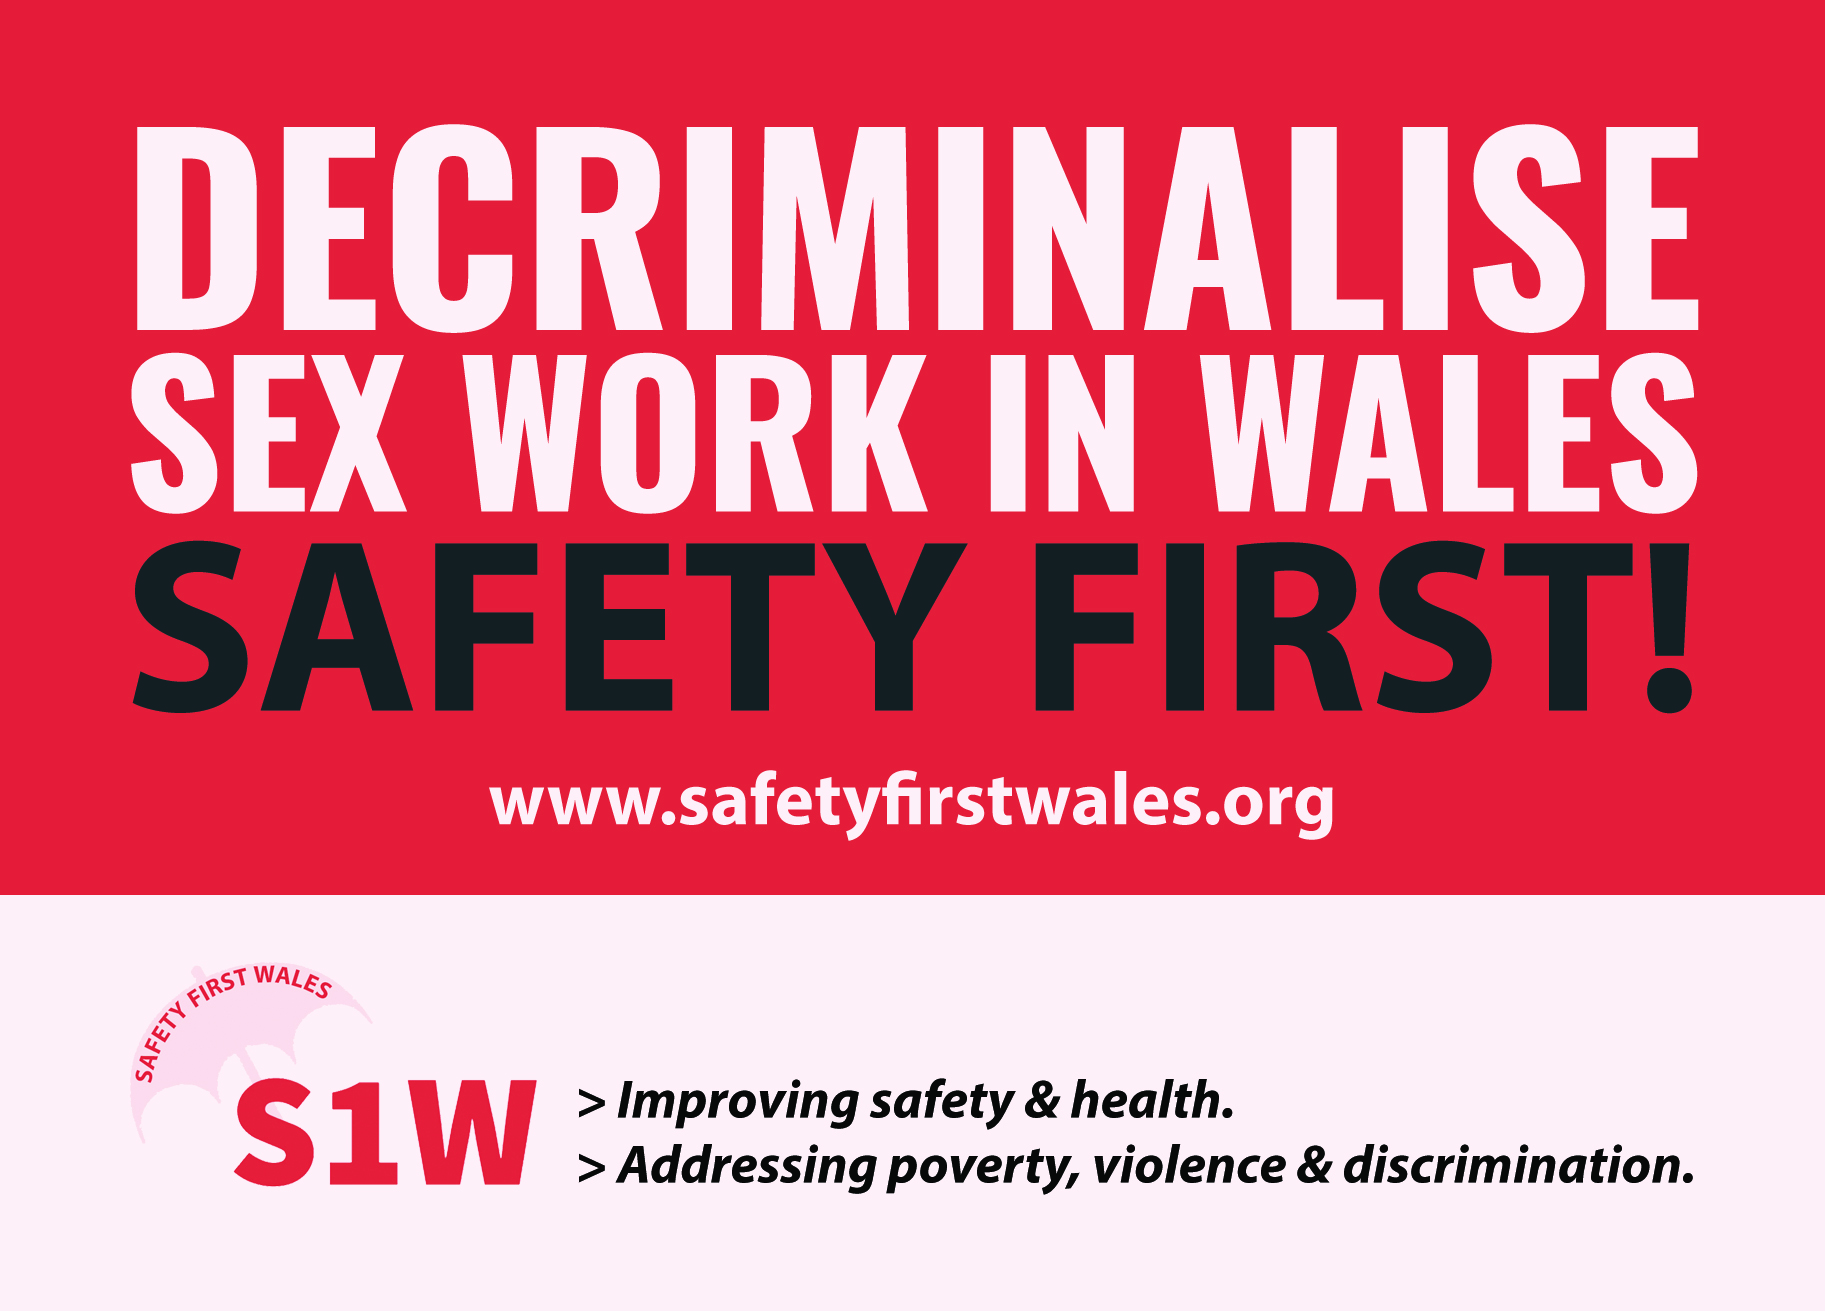 DECRIMINALISE
SEX WORK IN WALES
SAFETY FIRST!
www.safetyfirstwales.org
SAFETY FIRST WALES
S1W
> Improving safety & health.
> Addressing poverty, violence & discrimination.